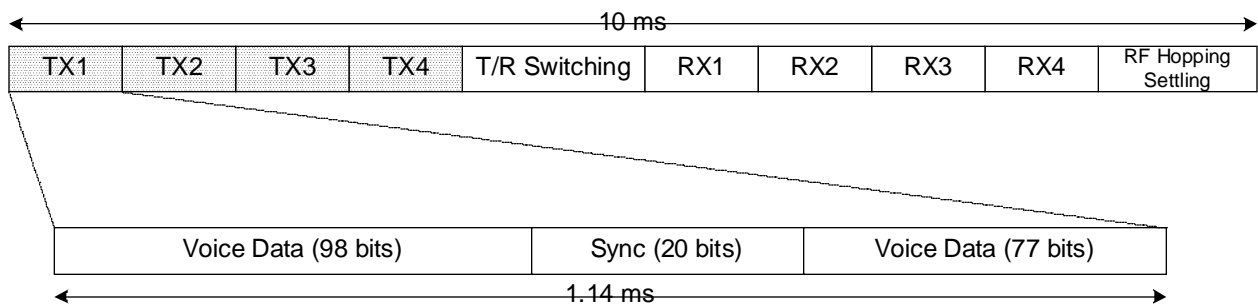 10 ms
TX1 TX2 TX3 TX4 T/R Switching RX1 RX2 RX3 RX4 RF Hopping
Settling
Voice Data (98 bits) Sync (20 bits) Voice Data (77 bits)
1.14 ms